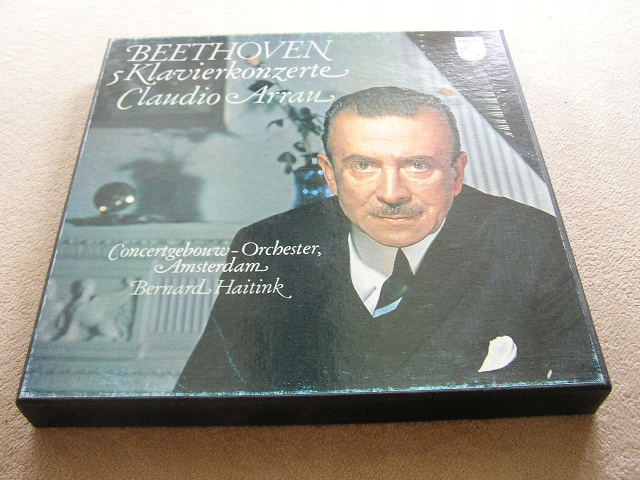 BEETHOVEN
5 Klavierkonzerte
Claudio Arrau
Concertgebouw-Orchester,
Amsterdam
Bernard Haitink